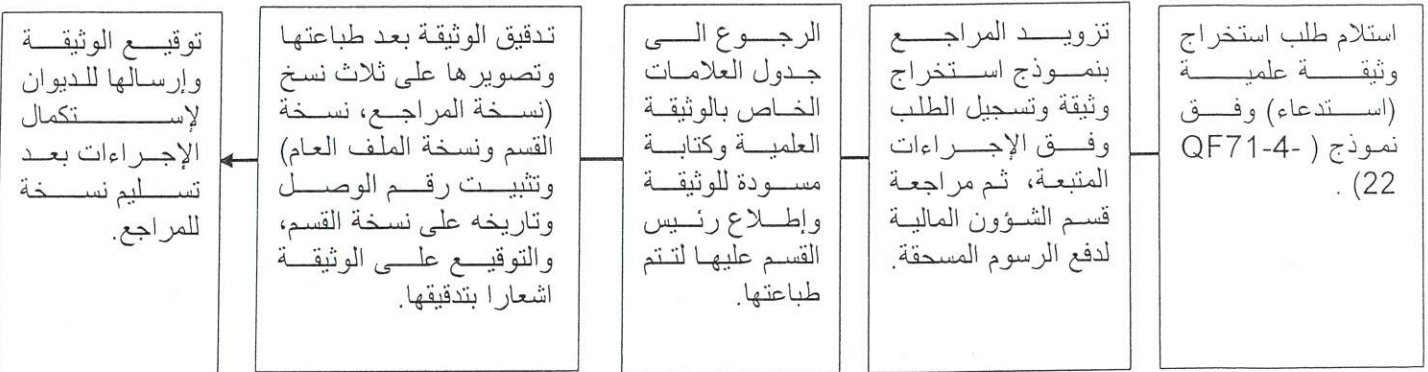 استلام طلب استخراج
وثيقة علمية
(استدعاء) وفق
نموذج ( QF71-4-
22) .
تزويد المراجع
بنموذج استخراج
وثيقة وتسجيل الطلب
وفق الإجراءات
المتبعة، ثم مراجعة
قسم الشؤون المالية
لدفع الرسوم المسحقة.
الرجوع الى
جدول العلامات
الخاص بالوثيقة
العلمية وكتابة
مسودة للوثيقة
وإطلاع رئيس
القسم عليها لتتم
طباعتها.
تدقيق الوثيقة بعد طباعتها
وتصويرها على ثلاث نسخ
(نسخة المراجع، نسخة
القسم ونسخة الملف العام)
وتثبيت رقم الوصل
وتاريخه على نسخة القسم،
والتوقيع على الوثيقة
اشعارا بتدقيقها.
توقيع الوثيقة
وإرسالها للديوان
لإستكمال
الإجراءات بعد
تسليم نسخة
للمراجع.